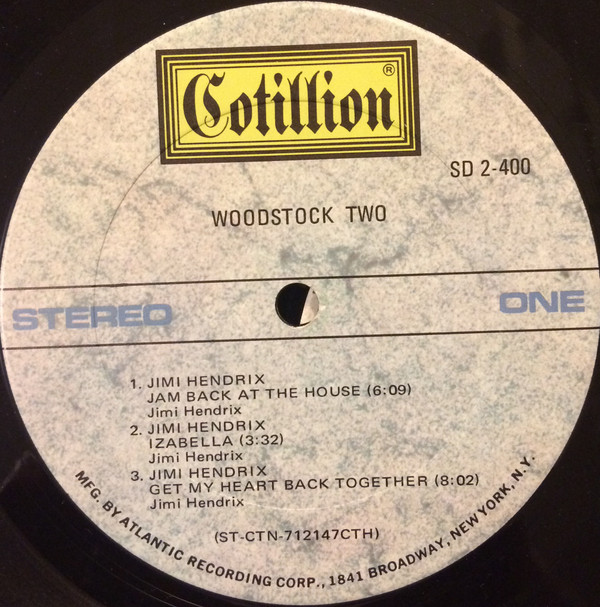 Cotillion®
SD 2-400
WOODSTOCK TWO
STEREO
ONE
1. JIMI HENDRIX
JAM BACK AT THE HOUSE (6:09)
Jimi Hendrix
2. JIMI HENDRIX
IZABELLA (3:32)
Jimi Hendrix
3. JIMI HENDRIX
GET MY HEART BACK TOGETHER (8:02)
Jimi Hendrix
(ST-CTN-712147CTH)
MFG. BY ATLANTIC RECORDING CORP., 1841 BROADWAY, NEW YORK, N.Y.